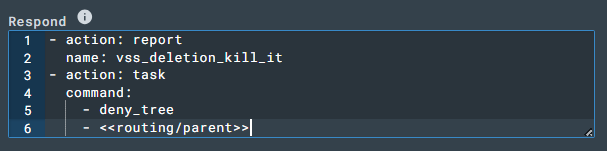 Respond
1 - action: report
2   name: vss_deletion_kill_it
3 - action: task
4   command:
5     - deny_tree
6     - <<routing/parent>>